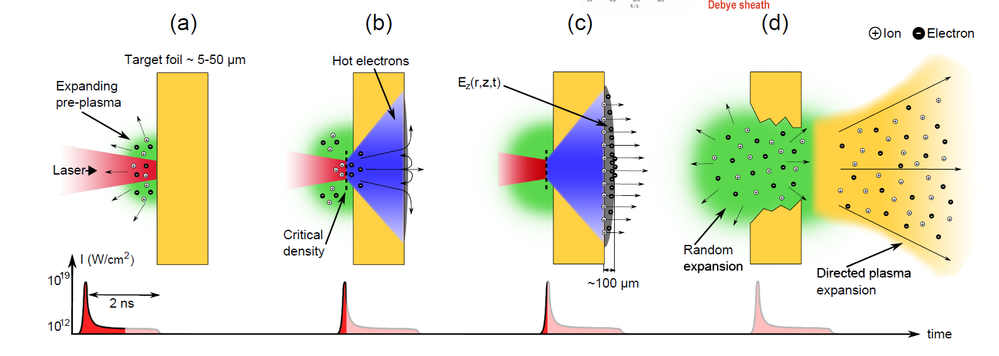 X / λ
Debye sheath
(a) (b) (c) (d)
Ion Electron
Target foil ~ 5-50 µm
Hot electrons
Expanding
pre-plasma
E_z(r,z,t)
Laser
Critical
density
Random
expansion
Directed plasma
expansion
~100 µm
I (W/cm²)
10¹⁹
2 ns
10¹²
time